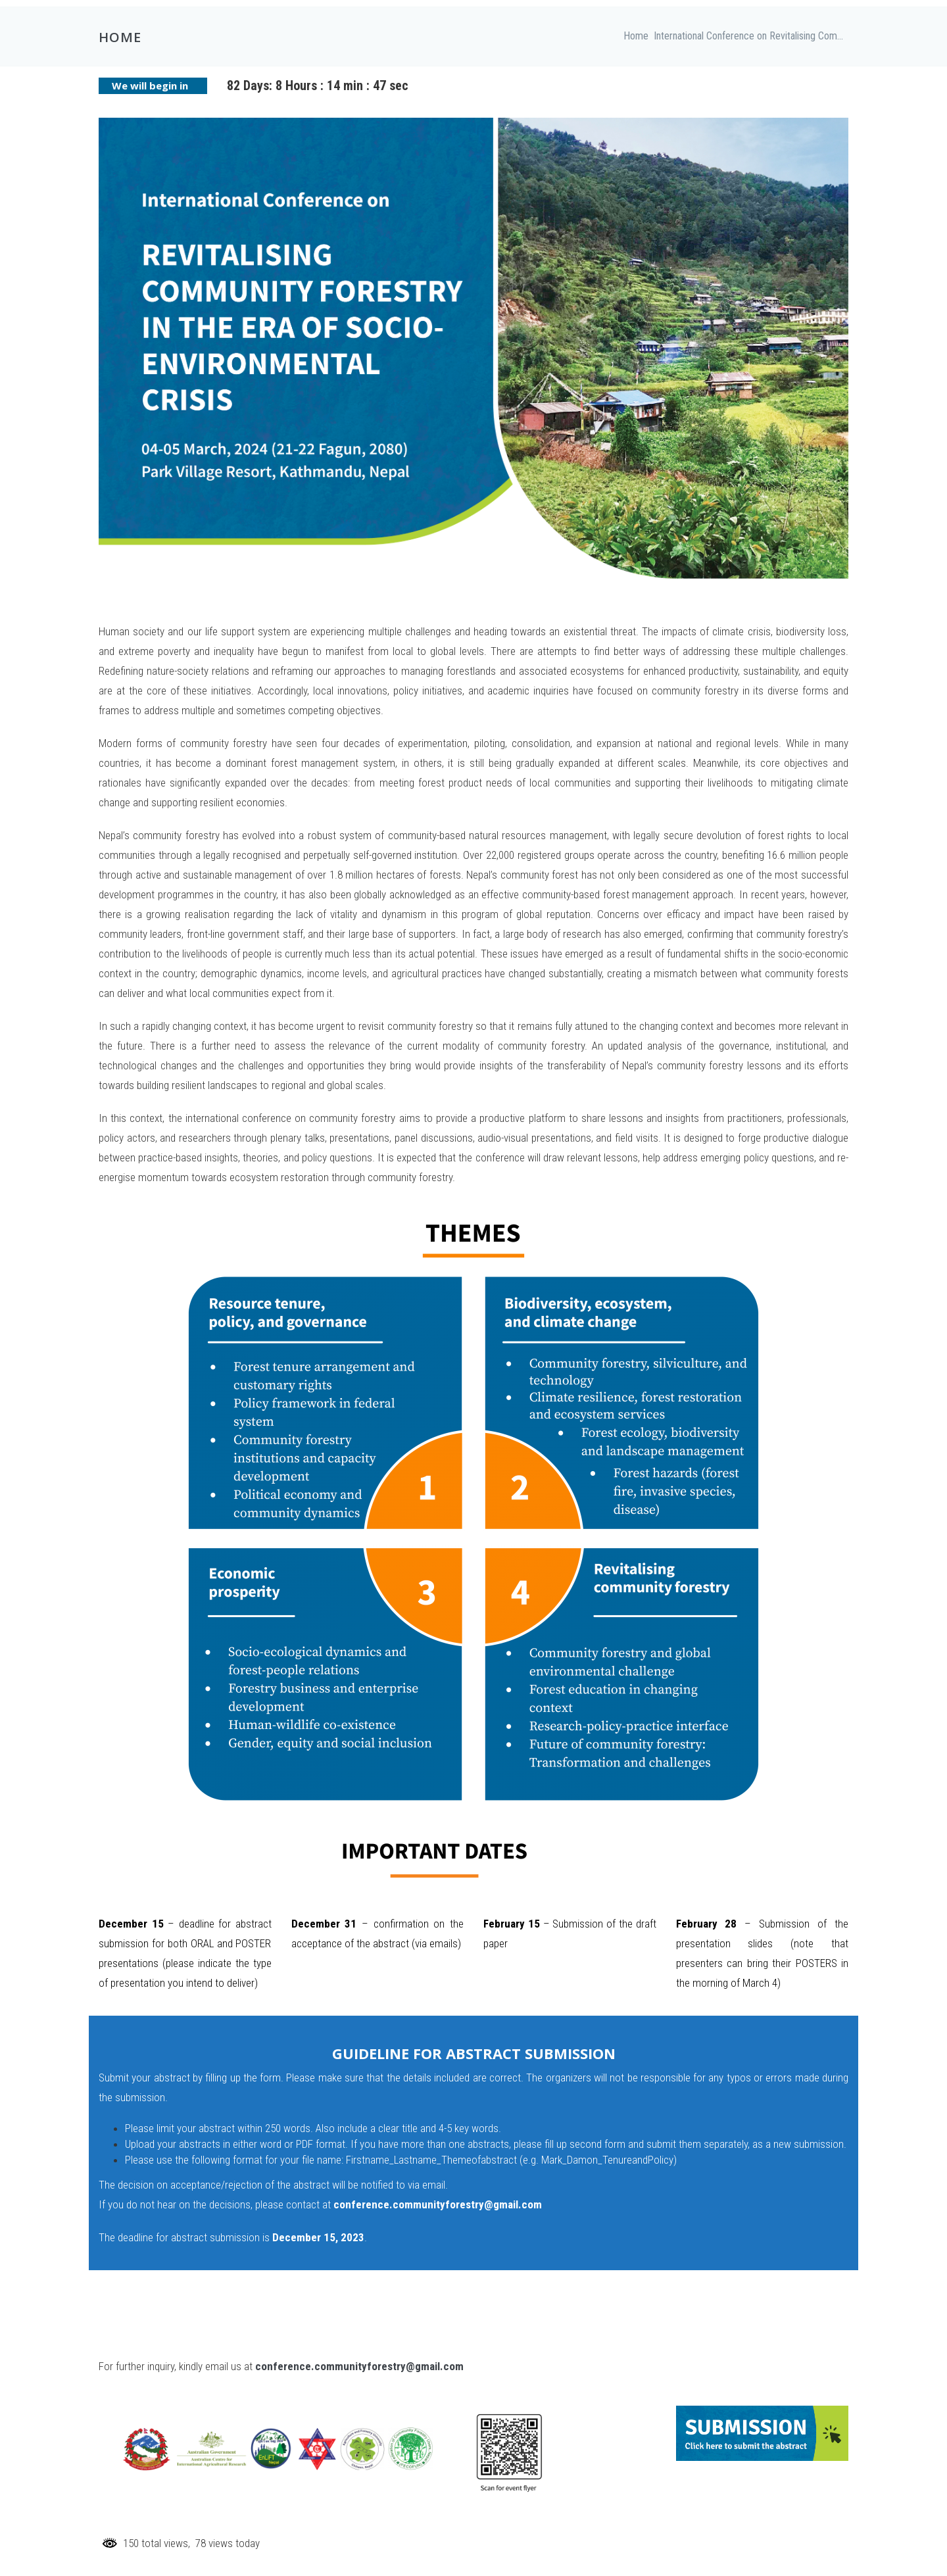 HOME
Home International Conference on Revitalising Com...
We will begin in
82 Days: 8 Hours : 14 min : 47 sec
International Conference on
REVITALISING
COMMUNITY FORESTRY
IN THE ERA OF SOCIO-
ENVIRONMENTAL
CRISIS
04-05 March, 2024 (21-22 Fagun, 2080)
Park Village Resort, Kathmandu, Nepal
Human society and our life support system are experiencing multiple challenges and heading towards an existential threat. The impacts of climate crisis, biodiversity loss,
and extreme poverty and inequality have begun to manifest from local to global levels. There are attempts to find better ways of addressing these multiple challenges.
Redefining nature-society relations and reframing our approaches to managing forestlands and associated ecosystems for enhanced productivity, sustainability, and equity
are at the core of these initiatives. Accordingly, local innovations, policy initiatives, and academic inquiries have focused on community forestry in its diverse forms and
frames to address multiple and sometimes competing objectives.
Modern forms of community forestry have seen four decades of experimentation, piloting, consolidation, and expansion at national and regional levels. While in many
countries, it has become a dominant forest management system, in others, it is still being gradually expanded at different scales. Meanwhile, its core objectives and
rationales have significantly expanded over the decades: from meeting forest product needs of local communities and supporting their livelihoods to mitigating climate
change and supporting resilient economies.
Nepal's community forestry has evolved into a robust system of community-based natural resources management, with legally secure devolution of forest rights to local
communities through a legally recognised and perpetually self-governed institution. Over 22,000 registered groups operate across the country, benefiting 16.6 million people
through active and sustainable management of over 1.8 million hectares of forests. Nepal's community forest has not only been considered as one of the most successful
development programmes in the country, it has also been globally acknowledged as an effective community-based forest management approach. In recent years, however,
there is a growing realisation regarding the lack of vitality and dynamism in this program of global reputation. Concerns over efficacy and impact have been raised by
community leaders, front-line government staff, and their large base of supporters. In fact, a large body of research has also emerged, confirming that community forestry's
contribution to the livelihoods of people is currently much less than its actual potential. These issues have emerged as a result of fundamental shifts in the socio-economic
context in the country; demographic dynamics, income levels, and agricultural practices have changed substantially, creating a mismatch between what community forests
can deliver and what local communities expect from it.
In such a rapidly changing context, it has become urgent to revisit community forestry so that it remains fully attuned to the changing context and becomes more relevant in
the future. There is a further need to assess the relevance of the current modality of community forestry. An updated analysis of the governance, institutional, and
technological changes and the challenges and opportunities they bring would provide insights of the transferability of Nepal's community forestry lessons and its efforts
towards building resilient landscapes to regional and global scales.
In this context, the international conference on community forestry aims to provide a productive platform to share lessons and insights from practitioners, professionals,
policy actors, and researchers through plenary talks, presentations, panel discussions, audio-visual presentations, and field visits. It is designed to forge productive dialogue
between practice-based insights, theories, and policy questions. It is expected that the conference will draw relevant lessons, help address emerging policy questions, and re-
energise momentum towards ecosystem restoration through community forestry.
THEMES
Resource tenure,
policy, and governance
• Forest tenure arrangement and
customary rights
• Policy framework in federal
system
• Community forestry
institutions and capacity
development
• Political economy and
community dynamics
1
Biodiversity, ecosystem,
and climate change
• Community forestry, silviculture, and
technology
• Climate resilience, forest restoration
and ecosystem services
• Forest ecology, biodiversity
and landscape management
• Forest hazards (forest
fire, invasive species,
disease)
2
Economic
prosperity
3
• Socio-ecological dynamics and
forest-people relations
• Forestry business and enterprise
development
• Human-wildlife co-existence
• Gender, equity and social inclusion
4
Revitalising
community forestry
• Community forestry and global
environmental challenge
• Forest education in changing
context
• Research-policy-practice interface
• Future of community forestry:
Transformation and challenges
IMPORTANT DATES
December 15 – deadline for abstract
submission for both ORAL and POSTER
presentations (please indicate the type
of presentation you intend to deliver)
December 31 – confirmation on the
acceptance of the abstract (via emails)
February 15 – Submission of the draft
paper
February 28 – Submission of the
presentation slides (note that
presenters can bring their POSTERS in
the morning of March 4)
GUIDELINE FOR ABSTRACT SUBMISSION
Submit your abstract by filling up the form. Please make sure that the details included are correct. The organizers will not be responsible for any typos or errors made during
the submission.
• Please limit your abstract within 250 words. Also include a clear title and 4-5 key words.
• Upload your abstracts in either word or PDF format. If you have more than one abstracts, please fill up second form and submit them separately, as a new submission.
• Please use the following format for your file name: Firstname_Lastname_Themeofabstract (e.g. Mark_Damon_TenureandPolicy)
The decision on acceptance/rejection of the abstract will be notified to via email.
If you do not hear on the decisions, please contact at conference.communityforestry@gmail.com
The deadline for abstract submission is December 15, 2023.
For further inquiry, kindly email us at conference.communityforestry@gmail.com
Australian Government
Australian Centre for
International Agricultural Research
EnLiFT
Scan for event flyer
SUBMISSION
Click here to submit the abstract
150 total views, 78 views today